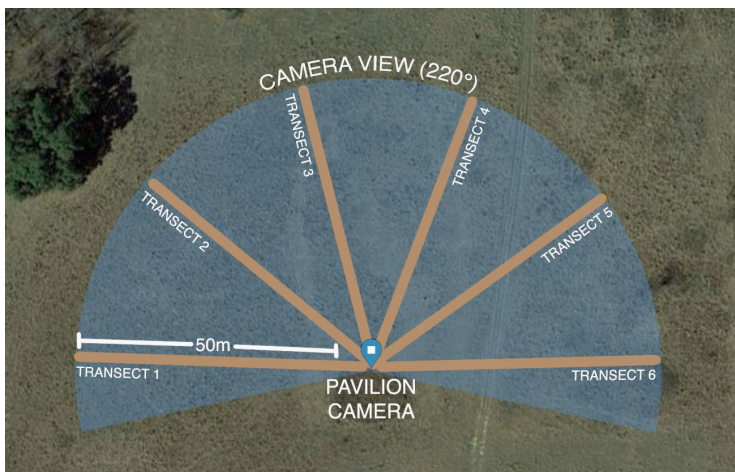 CAMERA VIEW (220°)
TRANSECT 3
TRANSECT 4
TRANSECT 2
TRANSECT 5
50m
TRANSECT 1
TRANSECT 6
PAVILION
CAMERA